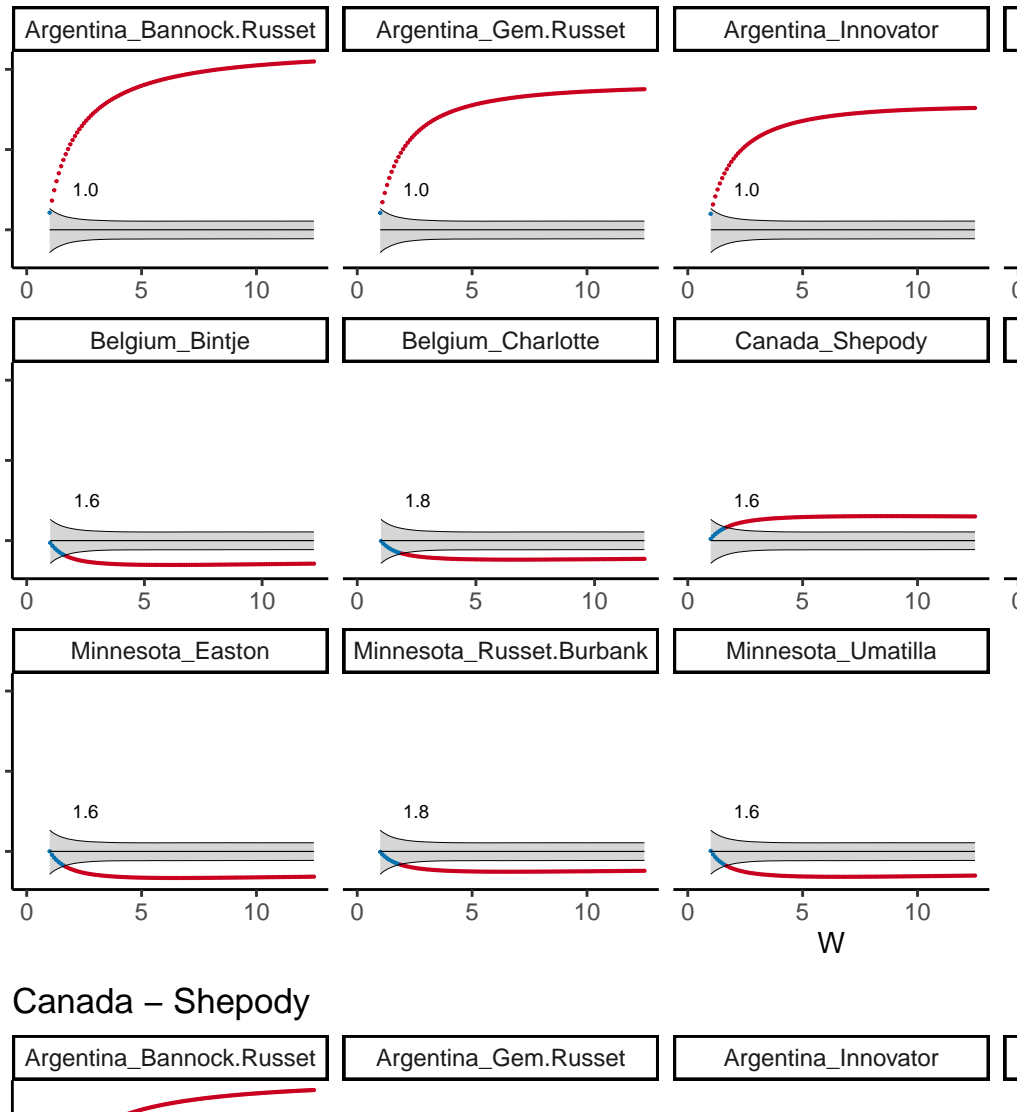 Argentina_Bannock.Russet Argentina_Gem.Russet Argentina_Innovator
1.0 1.0 1.0
0 5 10 0 5 10 0 5 10
Belgium_Bintje Belgium_Charlotte Canada_Shepody
1.6 1.8 1.6
0 5 10 0 5 10 0 5 10
Minnesota_Easton Minnesota_Russet.Burbank Minnesota_Umatilla
1.6 1.8 1.6
0 5 10 0 5 10 0 5 10
W
Canada – Shepody
Argentina_Bannock.Russet Argentina_Gem.Russet Argentina_Innovator